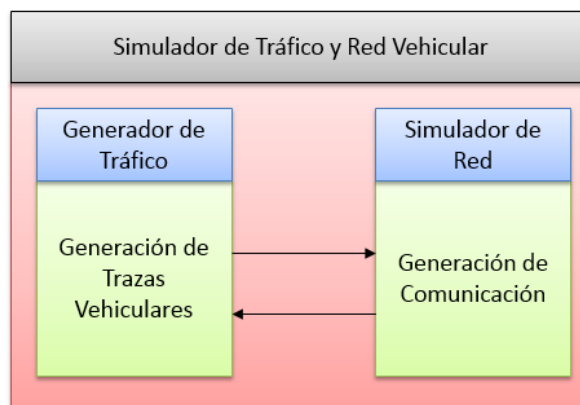 Simulador de Tráfico y Red Vehicular
Generador de
Tráfico
Generación de
Trazas
Vehiculares
Simulador de
Red
Generación de
Comunicación